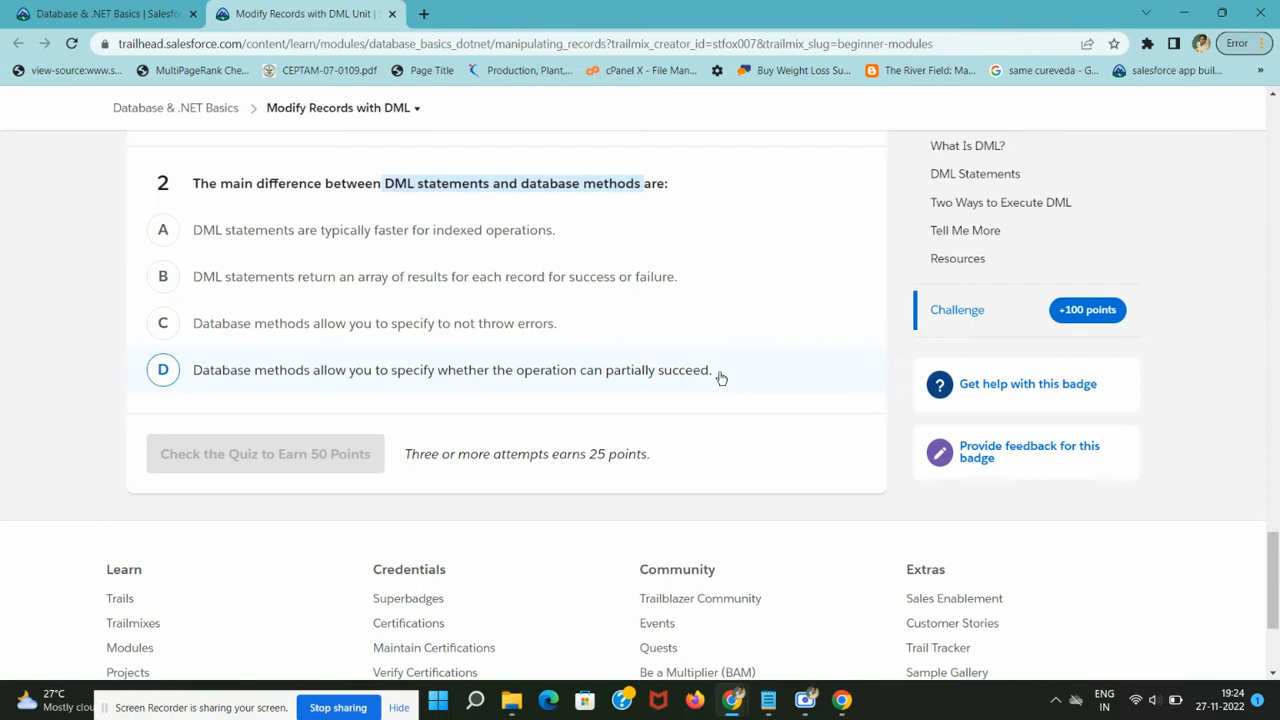 Database & .NET Basics | Salesfor
Modify Records with DML Unit |
trailhead.salesforce.com/content/learn/modules/database_basics_dotnet/manipulating_records?trailmix_creator_id=stfox007&trailmix_slug=beginner-modules
Error
view-source:www.s...
MultiPageRank Che...
CEPTAM-07-0109.pdf
Page Title
Production, Plant,...
cPanel X - File Man...
Buy Weight Loss Su...
The River Field: Ma...
same cureveda - G...
salesforce app buil...
»
Database & .NET Basics > Modify Records with DML
What Is DML?
DML Statements
Two Ways to Execute DML
Tell Me More
Resources
Challenge +100 points
Get help with this badge
Provide feedback for this
badge
2 The main difference between DML statements and database methods are:
A DML statements are typically faster for indexed operations.
B DML statements return an array of results for each record for success or failure.
C Database methods allow you to specify to not throw errors.
D Database methods allow you to specify whether the operation can partially succeed.
Check the Quiz to Earn 50 Points Three or more attempts earns 25 points.
Learn
Trails
Trailmixes
Modules
Projects
Credentials
Superbadges
Certifications
Maintain Certifications
Verify Certifications
Community
Trailblazer Community
Events
Quests
Be a Multiplier (BAM)
Extras
Sales Enablement
Customer Stories
Trail Tracker
Sample Gallery
27°C
Mostly clou
Screen Recorder is sharing your screen. Stop sharing Hide
ENG
IN
19:24
27-11-2022
1